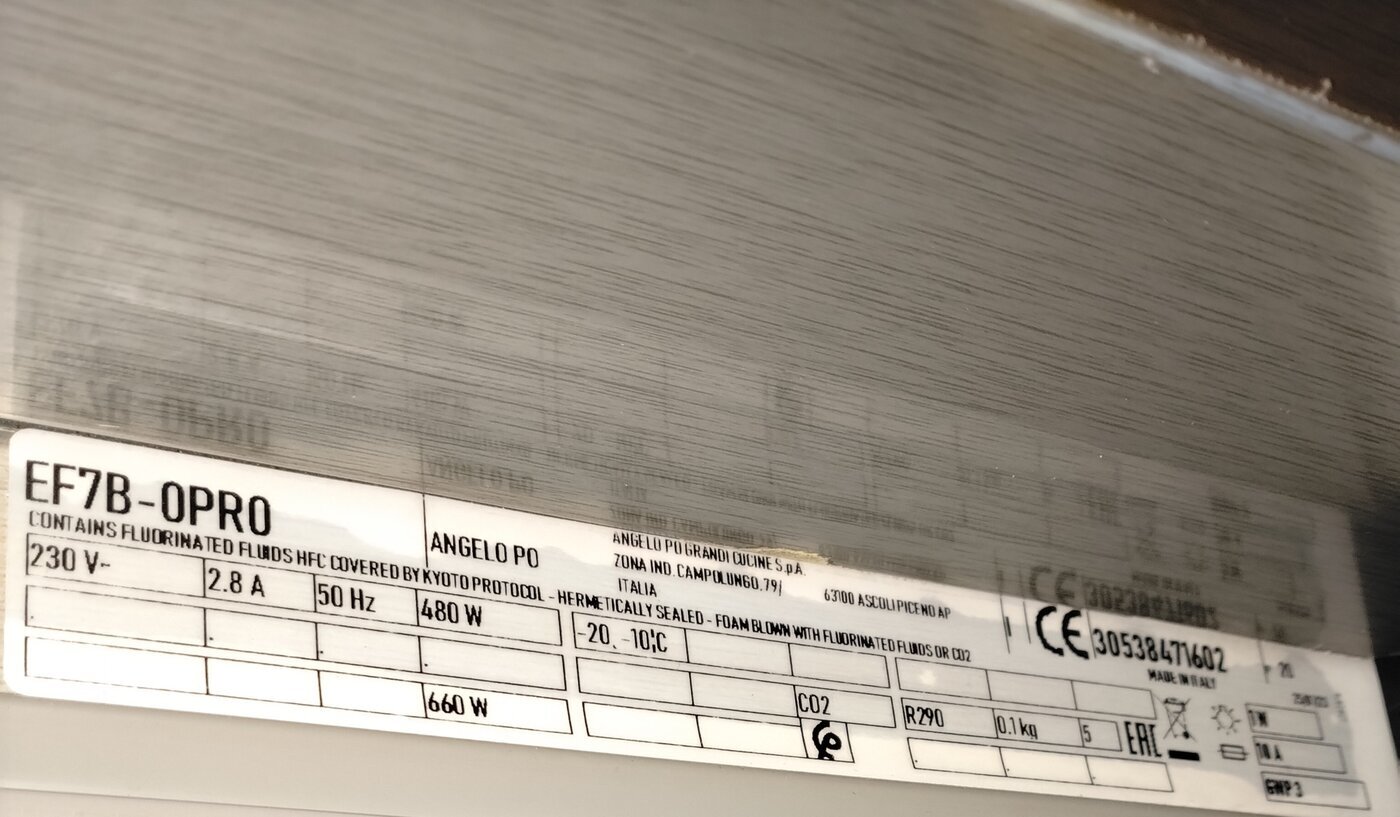 EF7B-OPRO
ANGELO PO
ANGELO PO GRANDI CUCINE S.p.A.
ZONA IND. CAMPOLUNGO. 79/
63100 ASCOLI PICENO AP
ITALIA
CE 30538471602
MADE IN ITALY
CONTAINS FLUORINATED FLUIDS HFC COVERED BY KYOTO PROTOCOL - HERMETICALLY SEALED - FOAM BLOWN WITH FLUORINATED FLUIDS OR CO2
230 V~ 2.8 A 50 Hz 480 W -20. -10°C
CO2 R290 0.1 kg 5 EAC
660 W
10 A
GWP 3